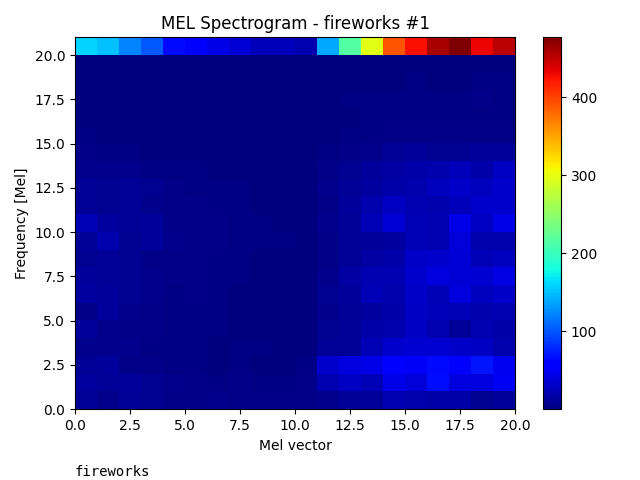 MEL Spectrogram - fireworks #1
Frequency [Mel]
20.0
17.5
15.0
12.5
10.0
7.5
5.0
2.5
0.0
0.0 2.5 5.0 7.5 10.0 12.5 15.0 17.5 20.0
Mel vector
400
300
200
100
fireworks